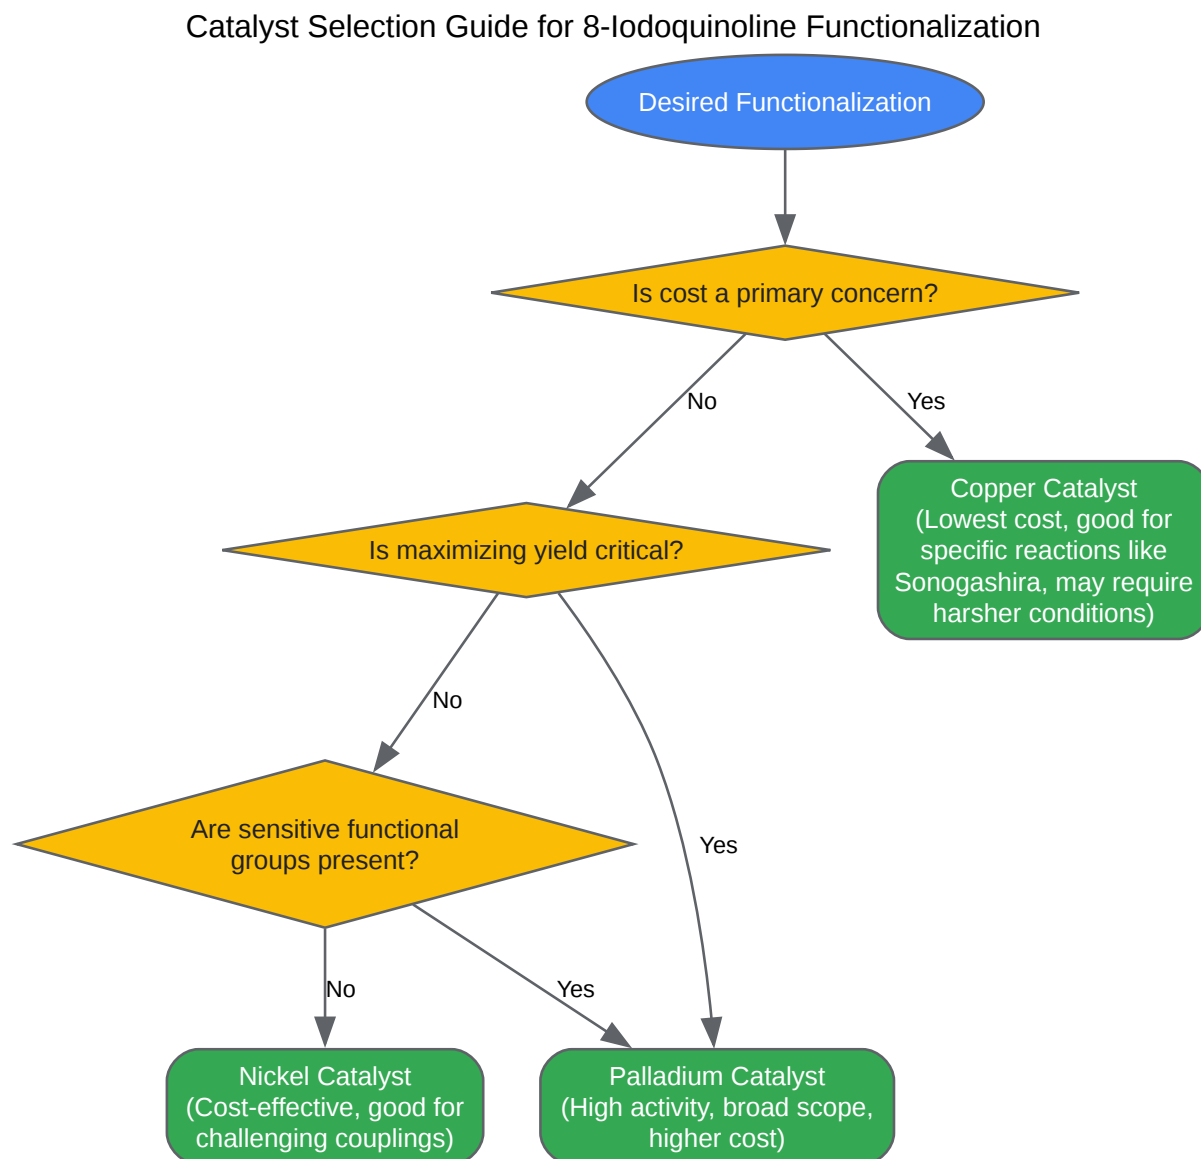 Catalyst Selection Guide for 8-Iodoquinoline Functionalization
Desired Functionalization
Is cost a primary concern?
No
Yes
Copper Catalyst
(Lowest cost, good for
specific reactions like
Sonogashira, may require
harsher conditions)
Is maximizing yield critical?
No
Yes
Are sensitive functional
groups present?
No
Yes
Nickel Catalyst
(Cost-effective, good for
challenging couplings)
Palladium Catalyst
(High activity, broad scope,
higher cost)